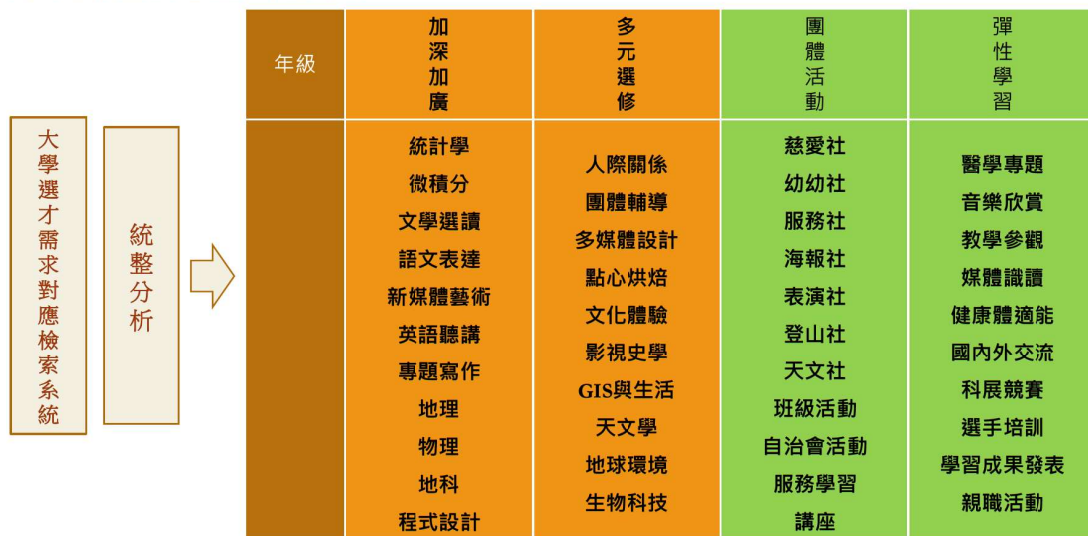 大學選才需求對應檢索系統
統整分析
年級
加深加廣
多元選修
團體活動
彈性學習
統計學
微積分
文學選讀
語文表達
新媒體藝術
英語聽講
專題寫作
地理
物理
地科
程式設計
人際關係
團體輔導
多媒體設計
點心烘焙
文化體驗
影視史學
GIS與生活
天文學
地球環境
生物科技
慈愛社
幼幼社
服務社
海報社
表演社
登山社
天文社
班級活動
自治會活動
服務學習
講座
醫學專題
音樂欣賞
教學參觀
媒體識讀
健康體適能
國內外交流
科展競賽
選手培訓
學習成果發表
親職活動